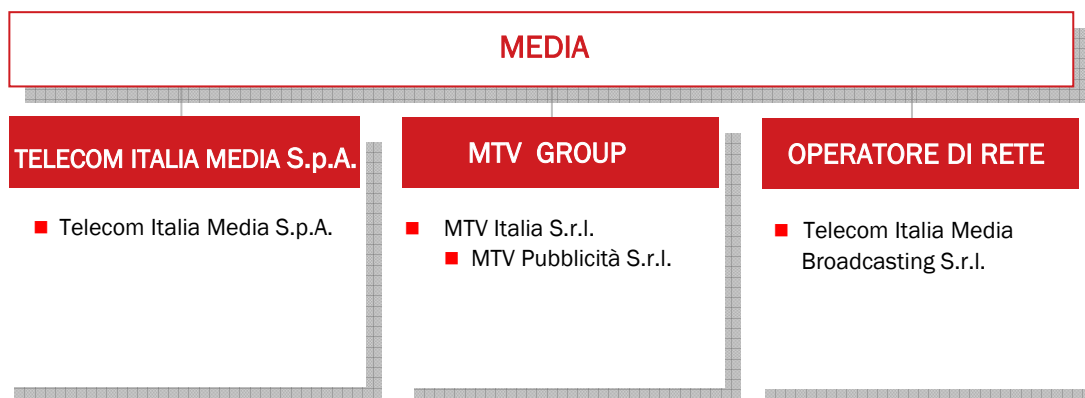 MEDIA
TELECOM ITALIA MEDIA S.p.A.
MTV GROUP
OPERATORE DI RETE
Telecom Italia Media S.p.A.
MTV Italia S.r.l.
MTV Pubblicità S.r.l.
Telecom Italia Media
Broadcasting S.r.l.